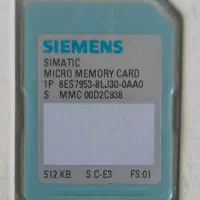 SIEMENS
SIMATIC
MICRO MEMORY CARD
1P 6ES7953-8LJ30-0AA0
S MMC 00D2C938
512 KB S C-E3 FS:01